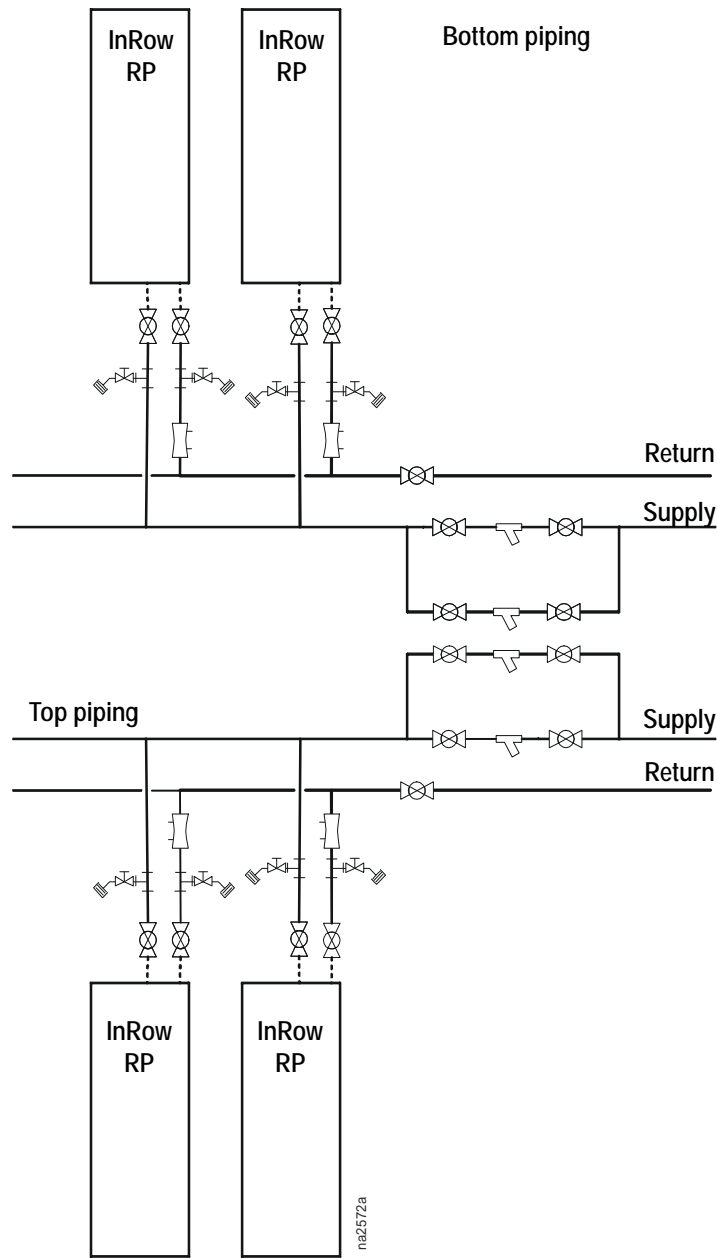 InRow
RP
InRow
RP
Bottom piping
Return
Supply
Top piping
Supply
Return
InRow
RP
InRow
RP
na2572a